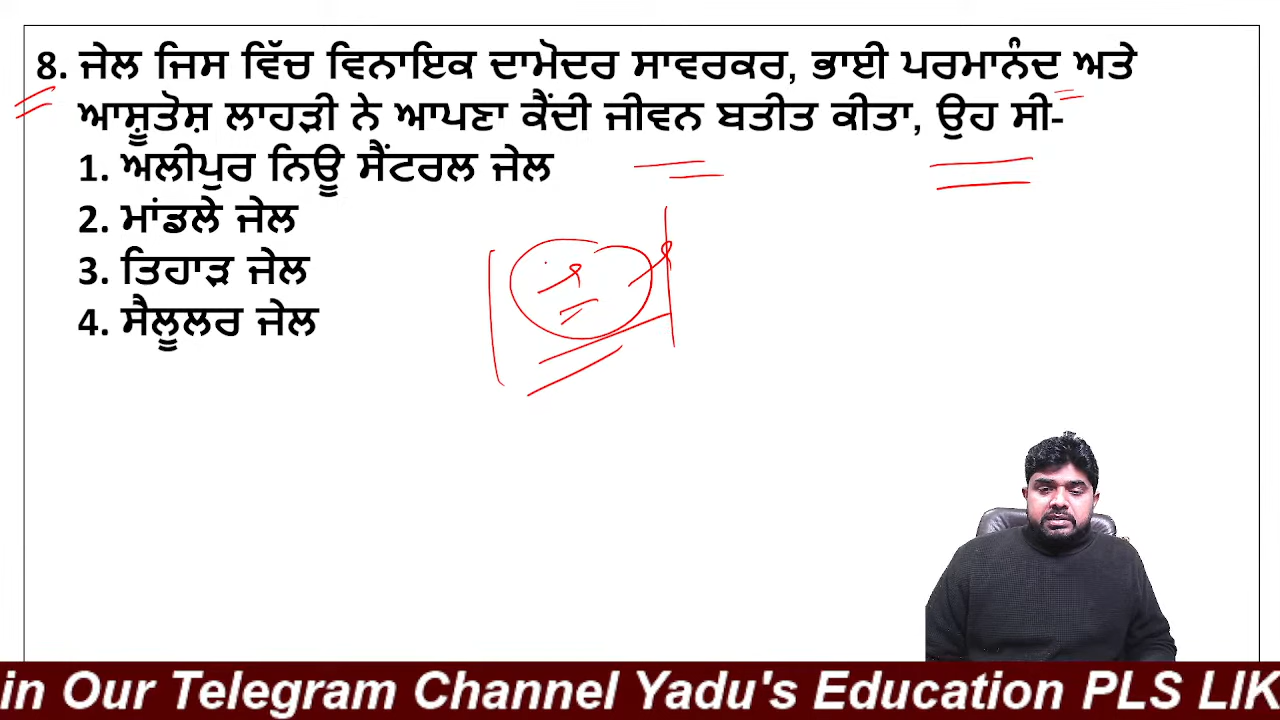 8. ਜੇਲ ਜਿਸ ਵਿੱਚ ਵਿਨਾਇਕ ਦਾਮੋਦਰ ਸਾਵਰਕਰ, ਭਾਈ ਪਰਮਾਨੰਦ ਅਤੇ
ਆਸ਼ੂਤੋਸ਼ ਲਾਹੜੀ ਨੇ ਆਪਣਾ ਕੈਂਦੀ ਜੀਵਨ ਬਤੀਤ ਕੀਤਾ, ਉਹ ਸੀ-
1. ਅਲੀਪੁਰ ਨਿਊ ਸੈਂਟਰਲ ਜੇਲ
2. ਮਾਂਡਲੇ ਜੇਲ
3. ਤਿਹਾੜ ਜੇਲ
4. ਸੈਲੂਲਰ ਜੇਲ
in Our Telegram Channel Yadu's Education PLS LIK